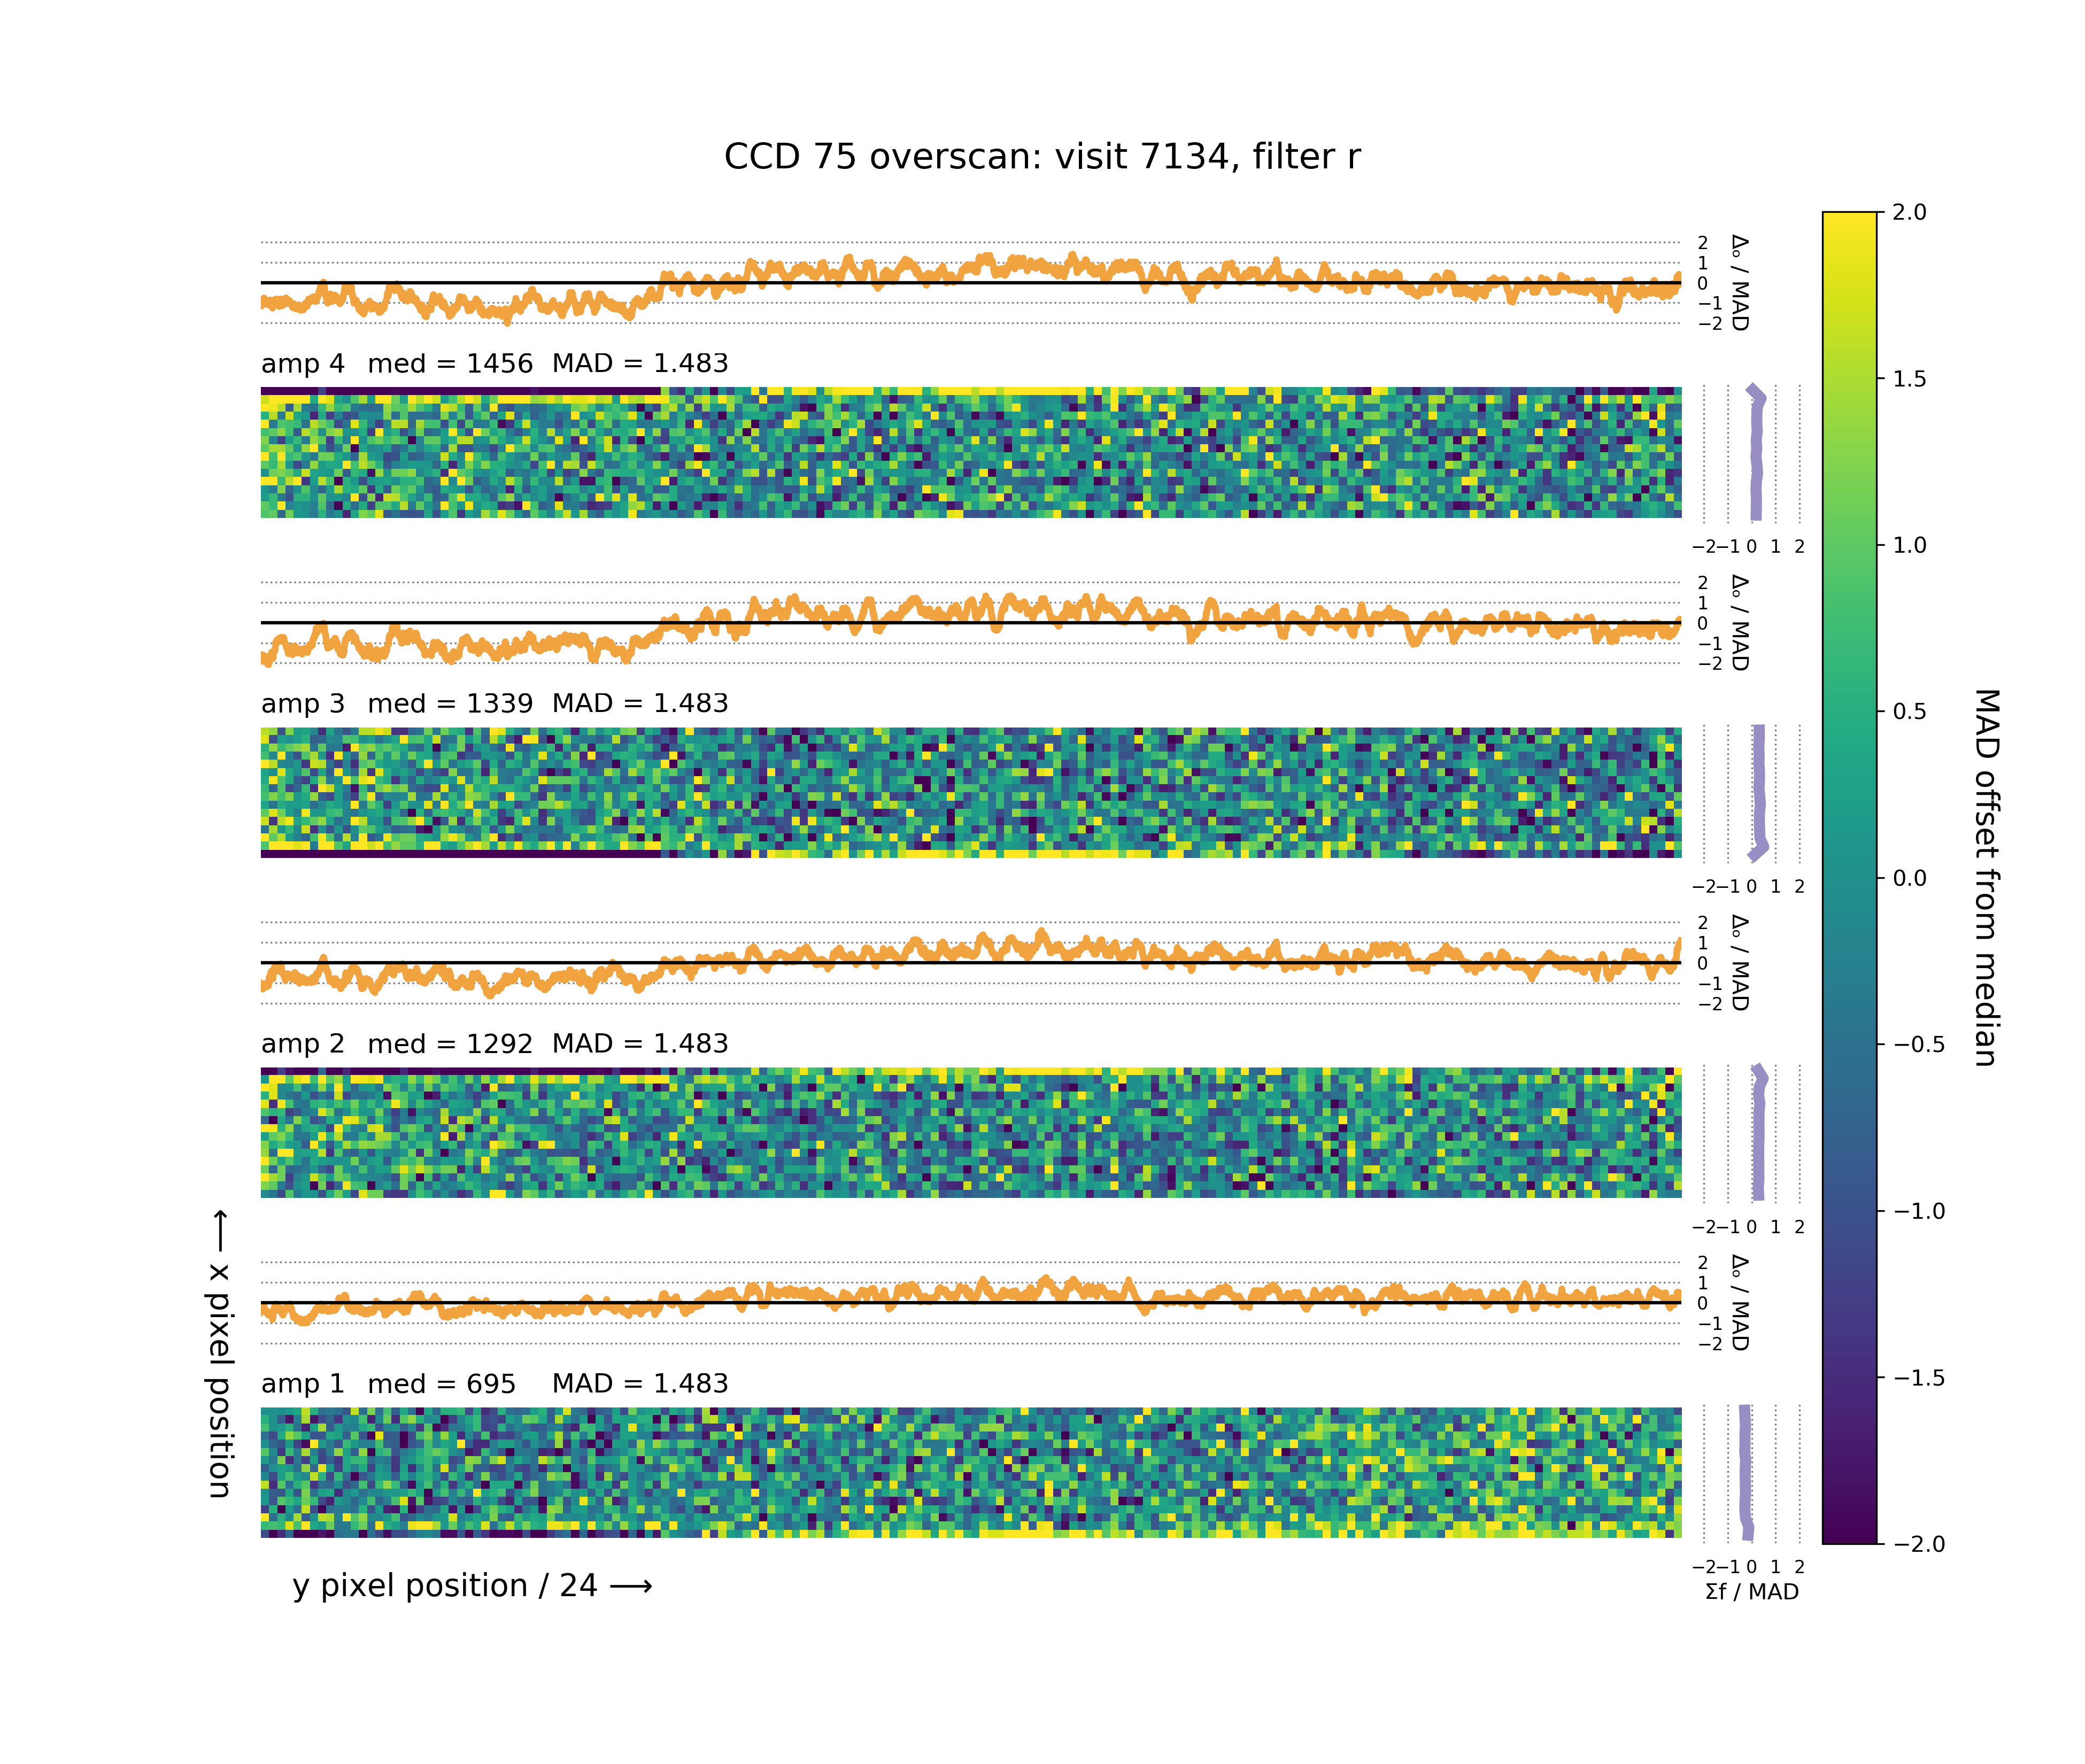 CCD 75 overscan: visit 7134, filter r
2
1
0
−1
−2
Δₒ / MAD
amp 4 med = 1456 MAD = 1.483
−2 −1 0 1 2
2
1
0
−1
−2
Δₒ / MAD
amp 3 med = 1339 MAD = 1.483
−2 −1 0 1 2
2
1
0
−1
−2
Δₒ / MAD
amp 2 med = 1292 MAD = 1.483
−2 −1 0 1 2
2
1
0
−1
−2
Δₒ / MAD
amp 1 med = 695 MAD = 1.483
−2 −1 0 1 2
Σf / MAD
⟵ x pixel position
y pixel position / 24 ⟶
2.0
1.5
1.0
0.5
0.0
−0.5
−1.0
−1.5
−2.0
MAD offset from median